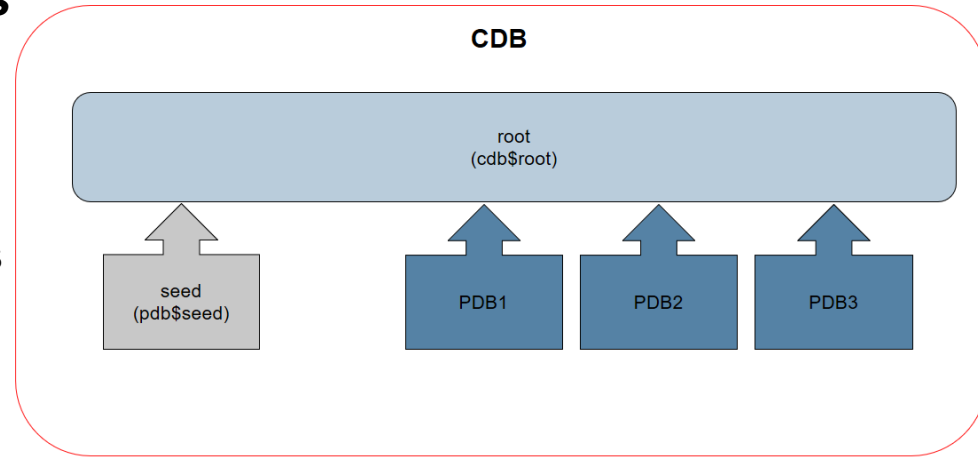 CDB
root
(cdb$root)
seed
(pdb$seed)
PDB1
PDB2
PDB3